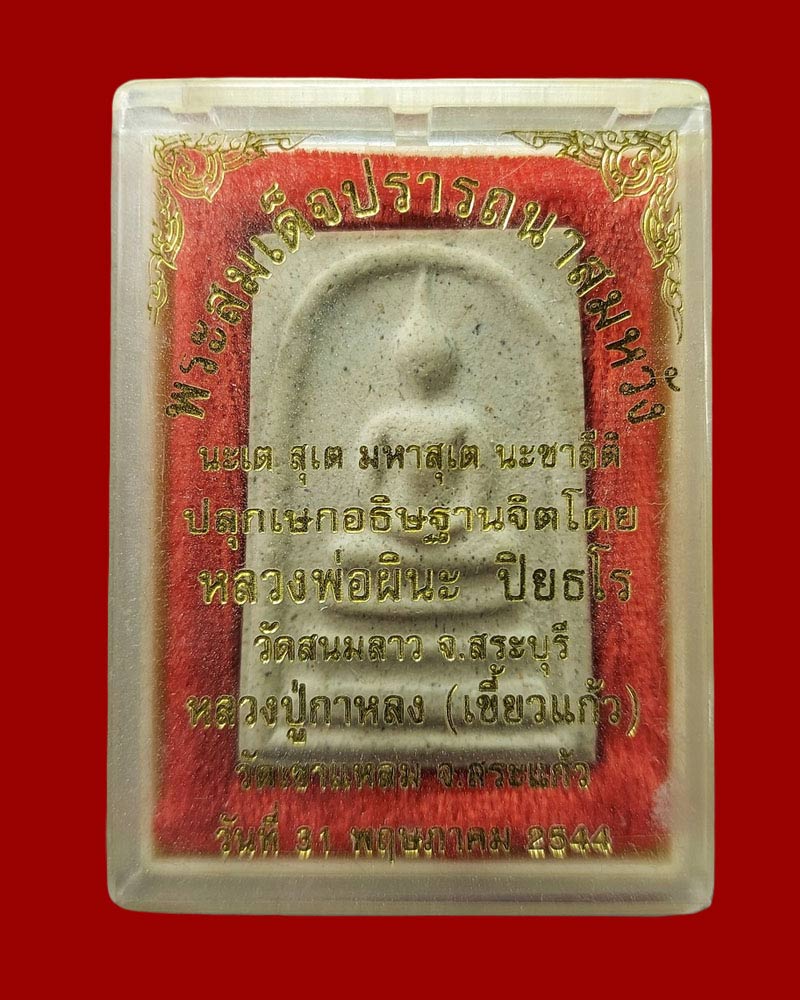 พระสมเด็จปรารถนาสมหวัง
นะเต สุเต มหาสุเต นะชาลีติ
ปลุกเษกอธิษฐานจิตโดย
หลวงพ่อผินะ ปิยธโร
วัดสนมลาว จ.สระบุรี
หลวงปู่กาหลง (เขี้ยวแก้ว)
วัดเขาแหลม จ.สระแก้ว
วันที่ 31 พฤษภาคม 2544